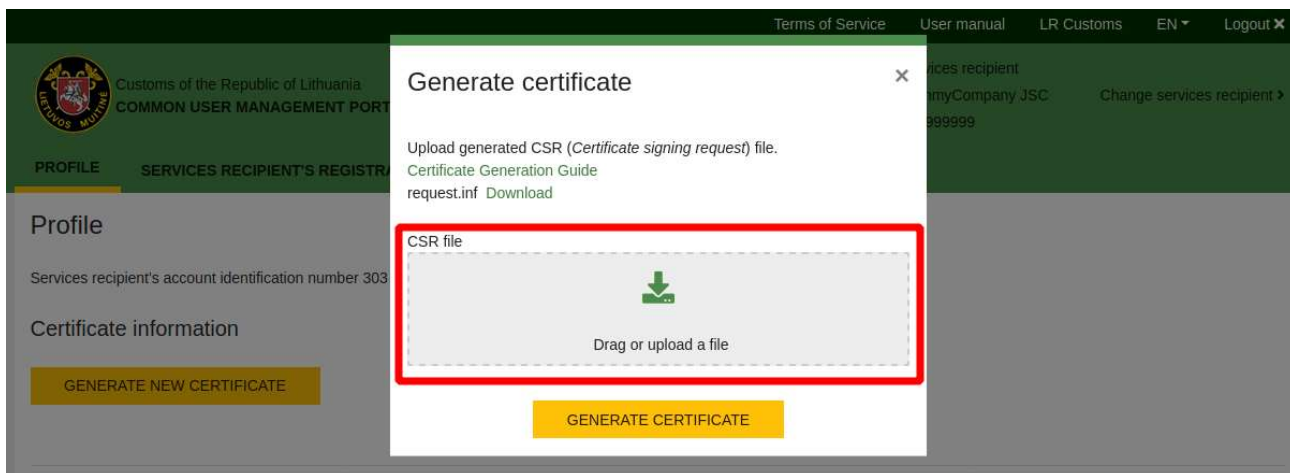 Terms of Service User manual LR Customs EN Logout
Customs of the Republic of Lithuania
COMMON USER MANAGEMENT PORT
LIETUVOS MUITINĖ
recipient
JSC Change services recipient
999999
PROFILE SERVICES RECIPIENT'S
Generate certificate ×
Upload generated CSR (Certificate signing request) file.
Certificate Generation Guide
request.inf Download
CSR file
Drag or upload a file
GENERATE CERTIFICATE
Profile
Services recipient's account identification number 303
Certificate information
GENERATE NEW CERTIFICATE